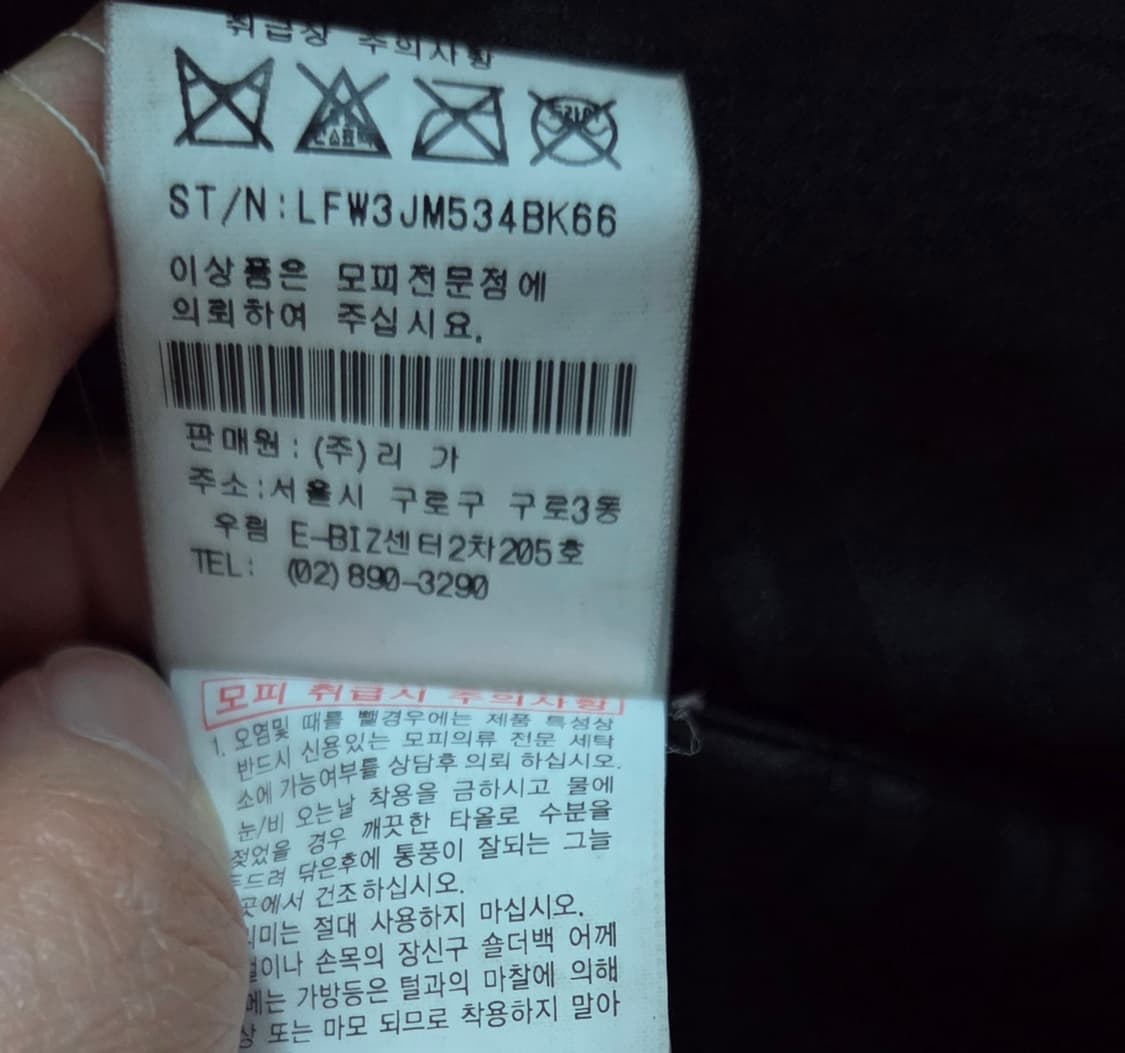 취급상 주의사항
드라이
ST/N:LFW3JM534BK66
이상품은 모피전문점에
의뢰하여 주십시요.
판매원: (주)리 가
주소:서울시 구로구 구로3동
우림 E-BIZ센터2차205호
TEL: (02)890-3290
모피 취급시 주의사항
1. 오염및 때를 뺄경우에는 제품 특성상
반드시 신용있는 모피의류 전문 세탁
소에 가능여부를 상담후 의뢰 하십시오.
눈/비 오는날 착용을 금하시고 물에
젖었을 경우 깨끗한 타올로 수분을
두드려 닦은후에 통풍이 잘되는 그늘
곳에서 건조하십시오.
절대 사용하지 마십시오.
손목의 장신구 숄더백 어께
메는 가방등은 털과의 마찰에 의해
또는 마모 되므로 착용하지 말아